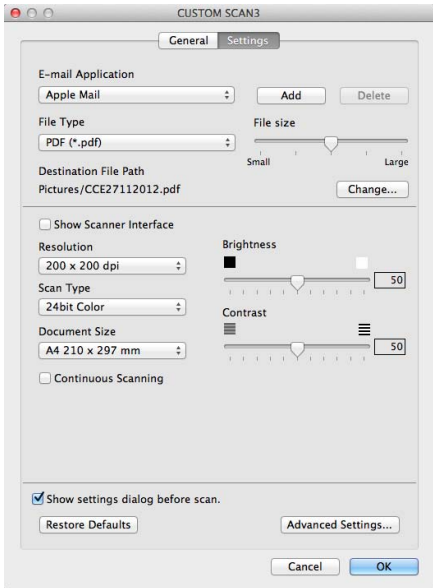 CUSTOM SCAN3
General Settings
E-mail Application
Apple Mail Add Delete
File Type File size
PDF (*.pdf)
Small Large
Destination File Path
Pictures/CCE27112012.pdf Change...
Show Scanner Interface
Resolution Brightness
200 x 200 dpi
50
Scan Type
24bit Color
Contrast
Document Size
A4 210 x 297 mm 50
Continuous Scanning
Show settings dialog before scan.
Restore Defaults Advanced Settings...
Cancel OK